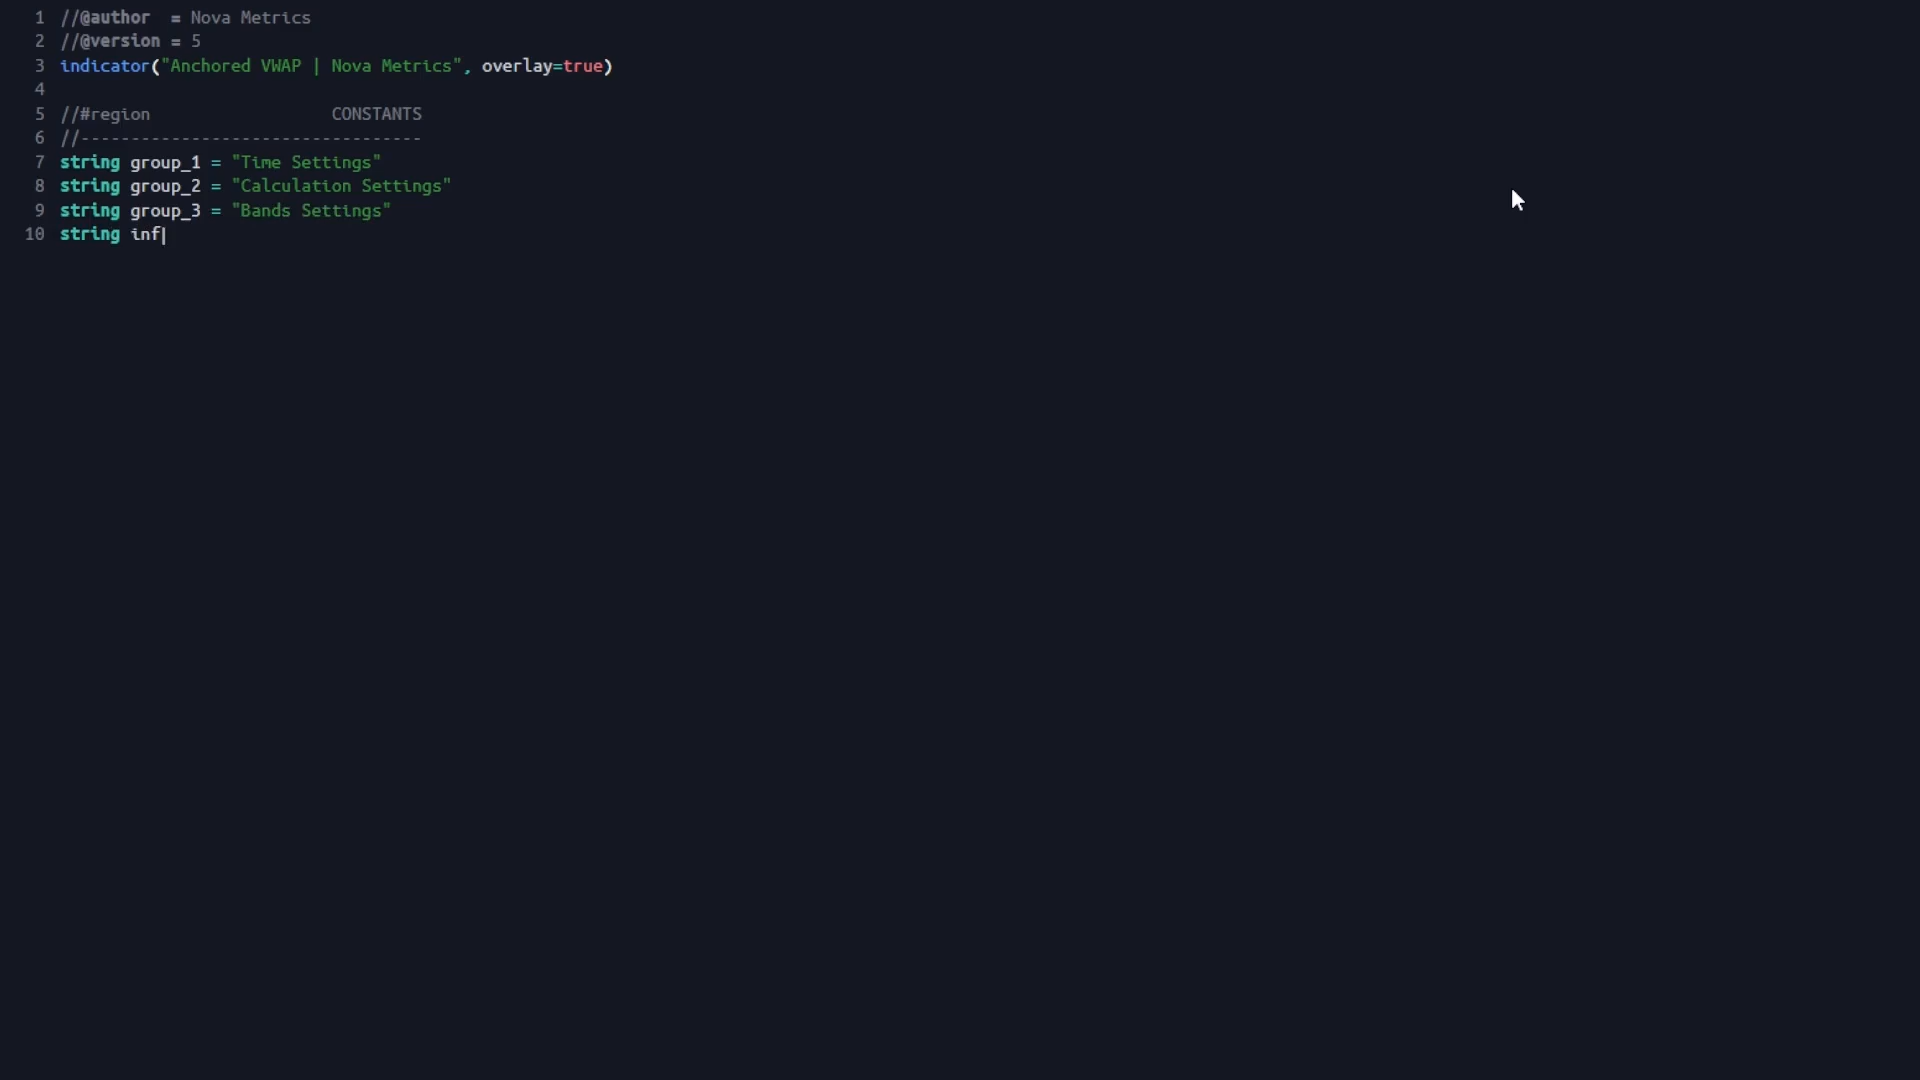 1 //@author  = Nova Metrics
2 //@version = 5
3 indicator("Anchored VWAP | Nova Metrics", overlay=true)
4
5 //#region                  CONSTANTS
6 //----------------------------------
7 string group_1 = "Time Settings"
8 string group_2 = "Calculation Settings"
9 string group_3 = "Bands Settings"
10 string inf